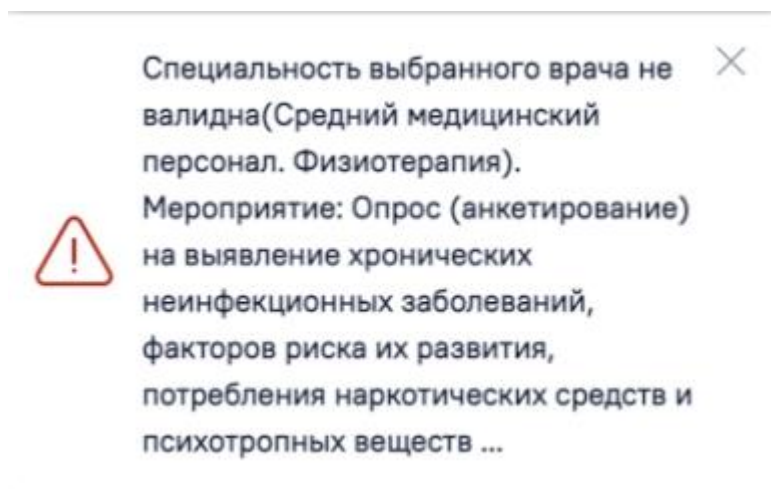 Специальность выбранного врача не
валидна(Средний медицинский
персонал. Физиотерапия).
Мероприятие: Опрос (анкетирование)
на выявление хронических
неинфекционных заболеваний,
факторов риска их развития,
потребления наркотических средств и
психотропных веществ ...